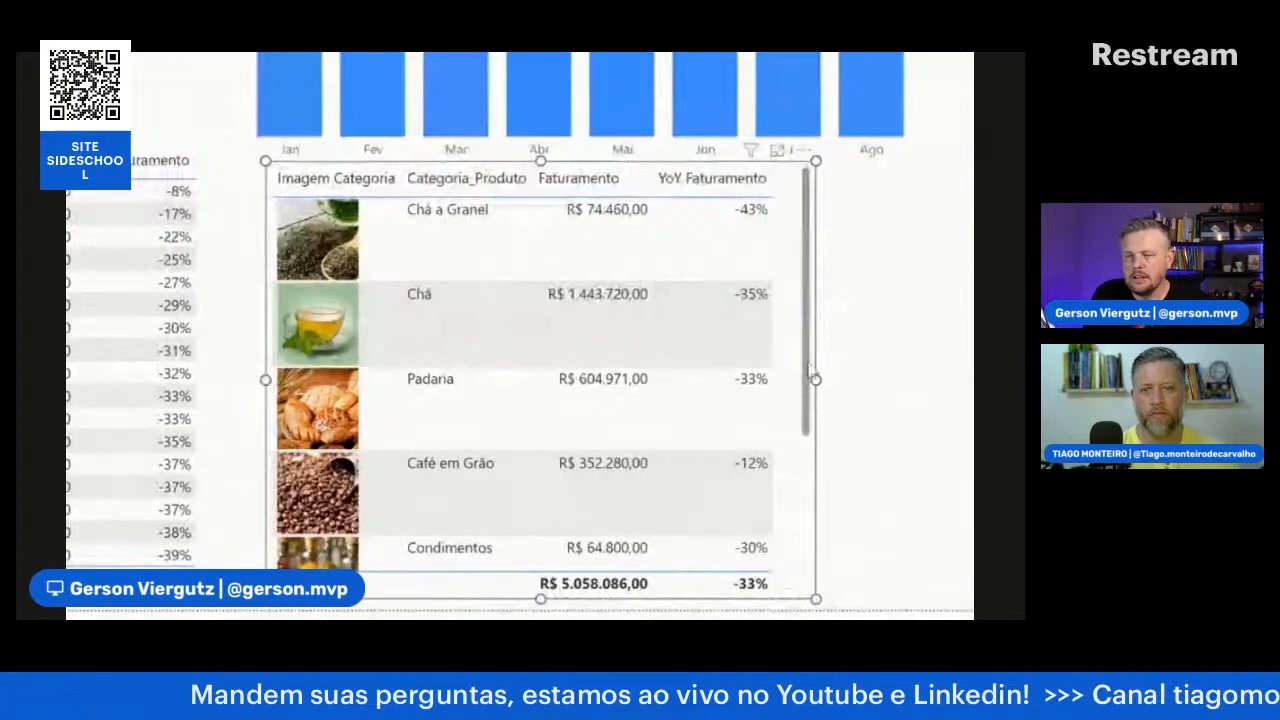 Restream
SITE
SIDESCHOO
L
Jan Fev Mar Abr Mai Jun Ago
uramento
-8%
-17%
-22%
-25%
-27%
-29%
-30%
-31%
-32%
-33%
-33%
-35%
-37%
-37%
-37%
-38%
-39%
Imagem Categoria Categoria_Produto Faturamento YoY Faturamento
Chá a Granel R$ 74.460,00 -43%
Chá R$ 1.443.720,00 -35%
Padaria R$ 604.971,00 -33%
Café em Grão R$ 352.280,00 -12%
Condimentos R$ 64.800,00 -30%
R$ 5.058.086,00 -33%
Gerson Viergutz | @gerson.mvp
TIAGO MONTEIRO | @Tiago.monteirodecarvalho
Gerson Viergutz | @gerson.mvp
Mandem suas perguntas, estamos ao vivo no Youtube e Linkedin! >>> Canal tiagomo